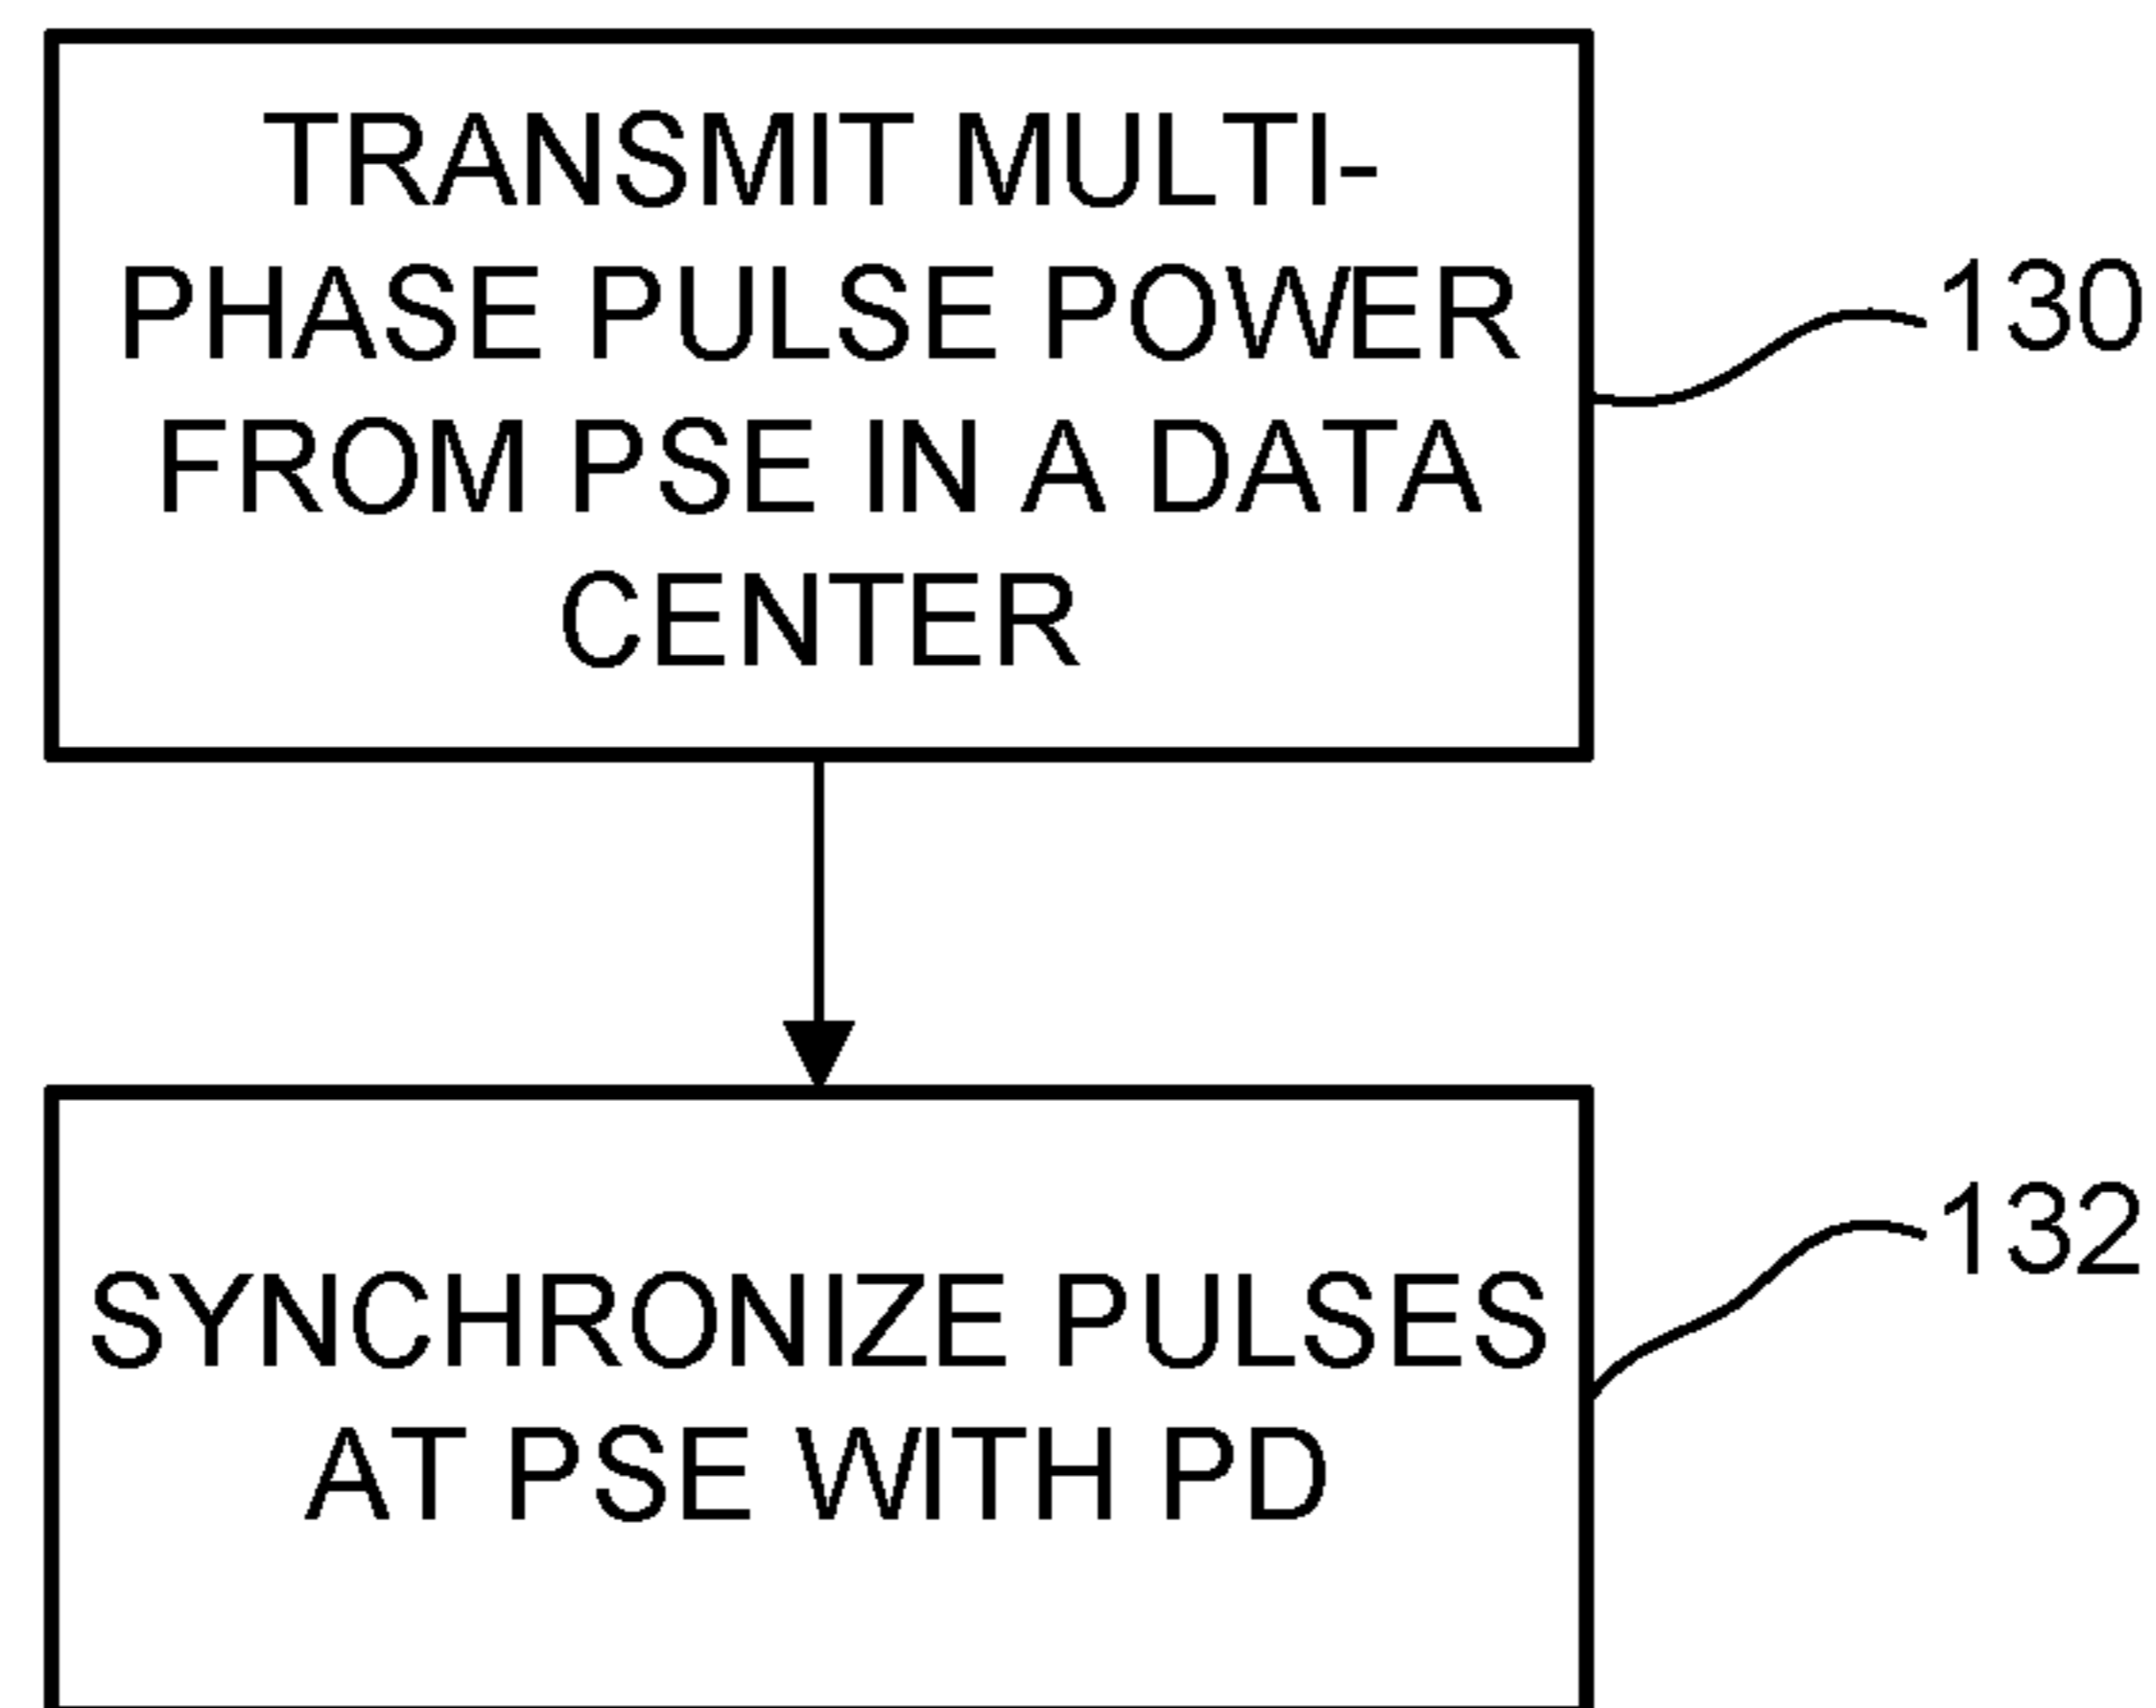 TRANSMIT MULTI-
PHASE PULSE POWER
FROM PSE IN A DATA
CENTER
130
SYNCHRONIZE PULSES
AT PSE WITH PD
132